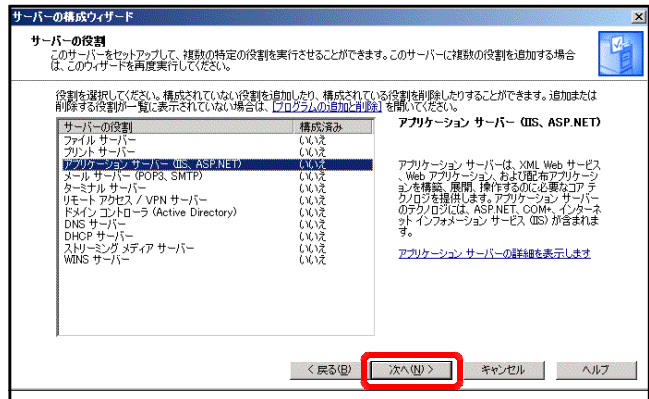 サーバーの構成ウィザード
サーバーの役割
このサーバーをセットアップして、複数の特定の役割を実行させることができます。このサーバーに複数の役割を追加する場合
は、このウィザードを再度実行してください。
役割を選択してください。構成されていない役割を追加したり、構成されている役割を削除したりすることができます。追加または
削除する役割が一覧に表示されていない場合は、[プログラムの追加と削除] を開いてください。
サーバーの役割 構成済み
ファイル サーバー いいえ
プリント サーバー いいえ
アプリケーション サーバー (IIS、ASP.NET) いいえ
メール サーバー (POP3、SMTP) いいえ
ターミナル サーバー いいえ
リモート アクセス / VPN サーバー いいえ
ドメイン コントローラ (Active Directory) いいえ
DNS サーバー いいえ
DHCP サーバー いいえ
ストリーミング メディア サーバー いいえ
WINS サーバー いいえ
アプリケーション サーバー (IIS、ASP.NET)
アプリケーション サーバーは、XML Web サービス
、Web アプリケーション、および配布アプリケーシ
ョンを構築、展開、操作するのに必要なコア テ
クノロジを提供します。アプリケーション サーバー
のテクノロジには、ASP.NET、COM+、インターネ
ット インフォメーション サービス (IIS) が含まれま
す。
アプリケーション サーバーの詳細を表示します
< 戻る(B) 次へ(N) > キャンセル ヘルプ